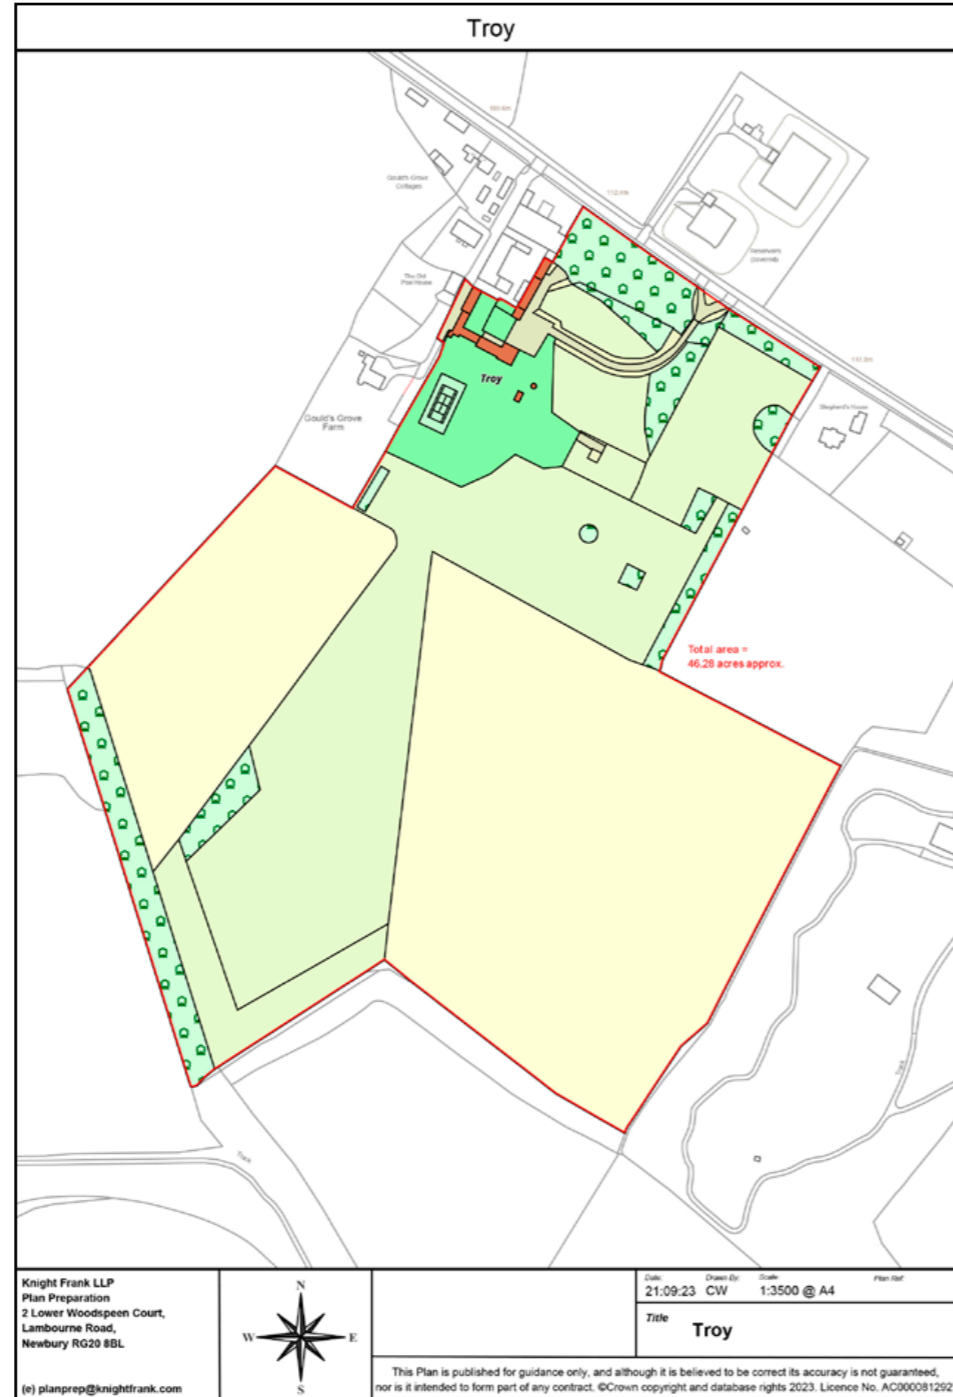 Troy
112.4m
Gould's Grove
Cottages
Reservoirs
(covered)
The Old
Troy
Shepherd's House
Gould's Grove
Farm
Total area =
46.28 acres approx.
Track
Track
Knight Frank LLP
Plan Preparation
2 Lower Woodspeen Court,
Lambourne Road,
Newbury RG20 8BL
(e) planprep@knightfrank.com
N
W E
S
Date: Drawn By: Scale: Plan Ref:
21:09:23 CW 1:3500 @ A4
Title Troy
This Plan is published for guidance only, and although it is believed to be correct its accuracy is not guaranteed,
nor is it intended to form part of any contract. ©Crown copyright and database rights 2023. License No. AC000081292